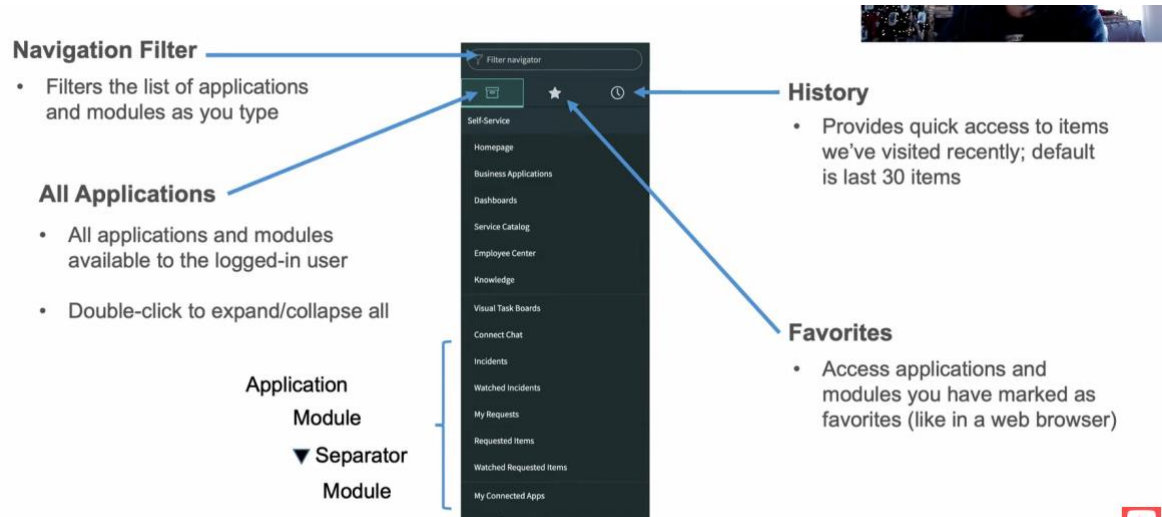 Navigation Filter
• Filters the list of applications
and modules as you type
All Applications
• All applications and modules
available to the logged-in user
• Double-click to expand/collapse all
Application
Module
▼ Separator
Module
Filter navigator
Self-Service
Homepage
Business Applications
Dashboards
Service Catalog
Employee Center
Knowledge
Visual Task Boards
Connect Chat
Incidents
Watched Incidents
My Requests
Requested Items
Watched Requested Items
My Connected Apps
History
• Provides quick access to items
we've visited recently; default
is last 30 items
Favorites
• Access applications and
modules you have marked as
favorites (like in a web browser)